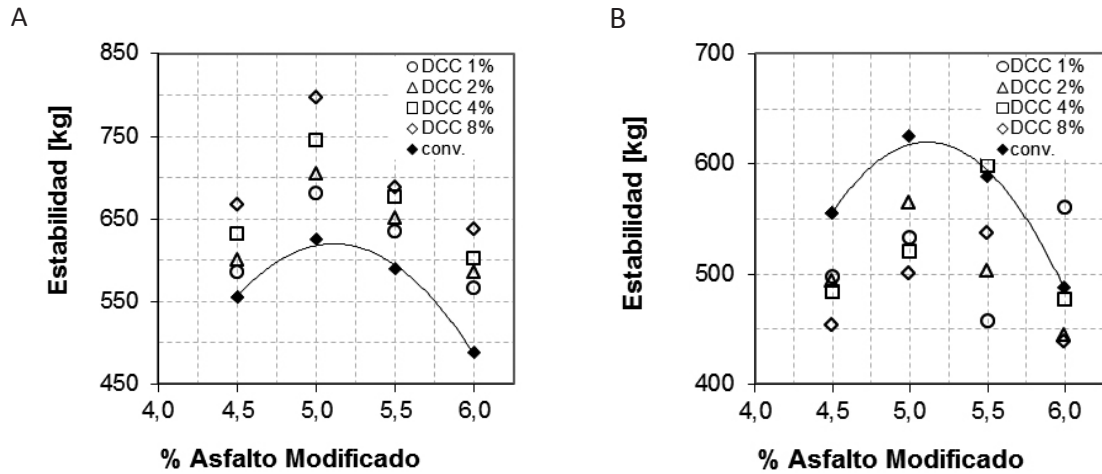 A
850
750
650
550
450
Estabilidad [kg]
DCC 1%
DCC 2%
DCC 4%
DCC 8%
conv.
4,0 4,5 5,0 5,5 6,0
% Asfalto Modificado
B
700
600
500
400
Estabilidad [kg]
DCC 1%
DCC 2%
DCC 4%
DCC 8%
conv.
4,0 4,5 5,0 5,5 6,0
% Asfalto Modificado